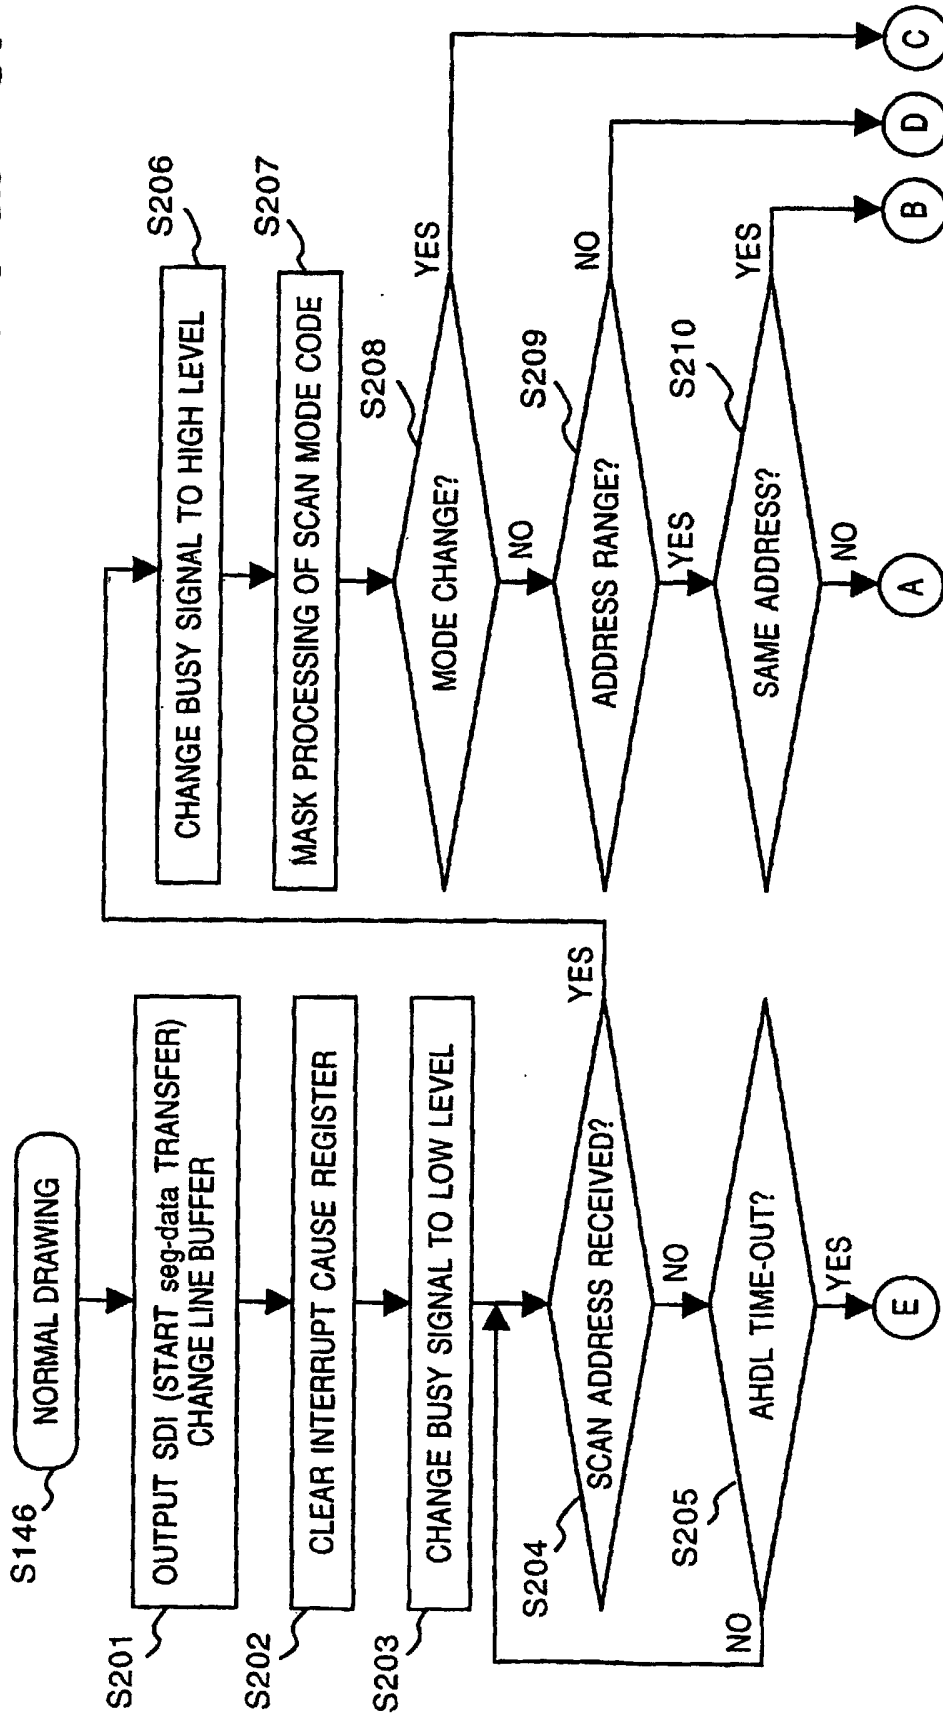 S146
NORMAL DRAWING
S201
OUTPUT SDI (START seg-data TRANSFER)
CHANGE LINE BUFFER
S202
CLEAR INTERRUPT CAUSE REGISTER
S203
CHANGE BUSY SIGNAL TO LOW LEVEL
S204
SCAN ADDRESS RECEIVED?
YES
NO
S205
AHDL TIME-OUT?
NO
YES
E
S206
CHANGE BUSY SIGNAL TO HIGH LEVEL
S207
MASK PROCESSING OF SCAN MODE CODE
S208
MODE CHANGE?
YES
NO
S209
ADDRESS RANGE?
NO
YES
S210
SAME ADDRESS?
YES
NO
A
B
D
C